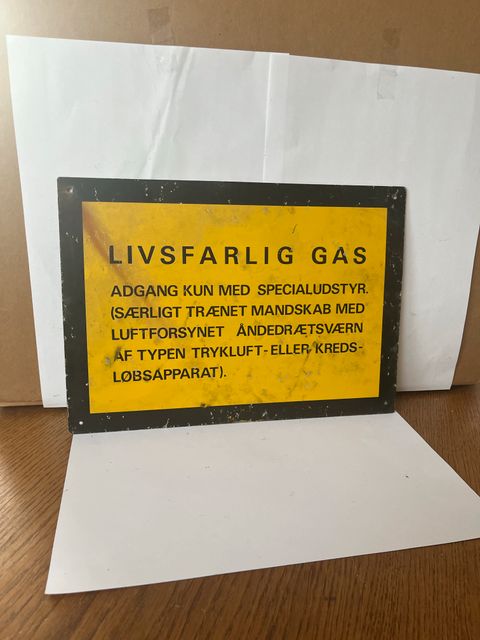 LIVSFARLIG GAS
ADGANG KUN MED SPECIALUDSTYR.
(SÆRLIGT TRÆNET MANDSKAB MED
LUFTFORSYNET ÅNDEDRÆTSVÆRN
AF TYPEN TRYKLUFT- ELLER KREDS-
LØBSAPPARAT).